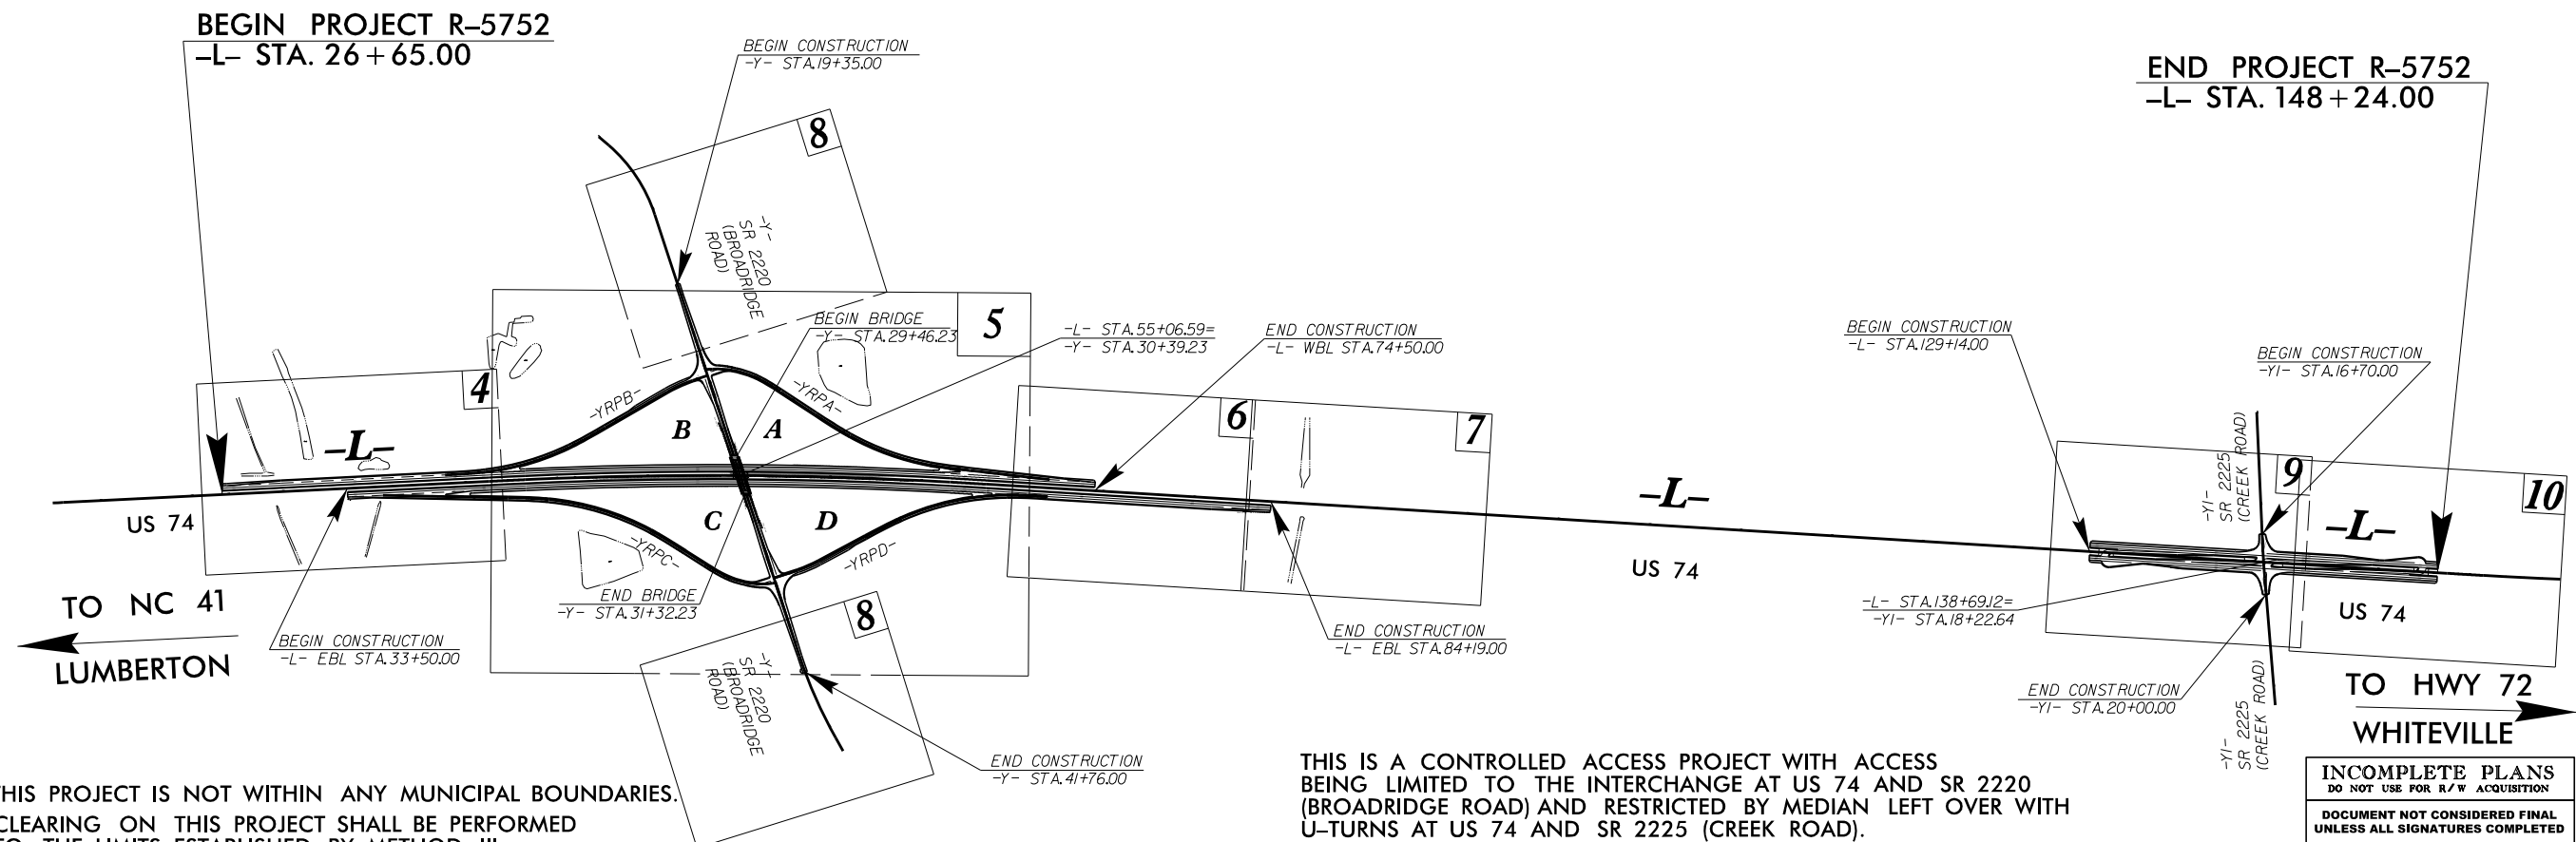 BEGIN PROJECT R–5752
–L– STA. 26+65.00
BEGIN CONSTRUCTION
-Y- STA.19+35.00
END PROJECT R–5752
–L– STA. 148+24.00
8
-Y-
SR 2220
(BROADRIDGE
ROAD)
5
BEGIN BRIDGE
-Y- STA.29+46.23
-L- STA.55+06.59=
-Y- STA.30+39.23
END CONSTRUCTION
-L- WBL STA.74+50.00
BEGIN CONSTRUCTION
-L- STA.129+14.00
BEGIN CONSTRUCTION
-Y1- STA.16+70.00
4
-YRPB-
-YRPA-
6
7
–L–
B
A
-Y1-
SR 2225
(CREEK ROAD)
9
10
–L–
–L–
US 74
C
D
-YRPC-
-YRPD-
US 74
END BRIDGE
-Y- STA.31+32.23
8
-L- STA.138+69.12=
-Y1- STA.18+22.64
US 74
TO NC 41
LUMBERTON
BEGIN CONSTRUCTION
-L- EBL STA.33+50.00
END CONSTRUCTION
-L- EBL STA.84+19.00
-Y-
SR 2220
(BROADRIDGE
ROAD)
END CONSTRUCTION
-Y1- STA.20+00.00
-Y1-
SR 2225
(CREEK ROAD)
TO HWY 72
WHITEVILLE
END CONSTRUCTION
-Y- STA.41+76.00
THIS PROJECT IS NOT WITHIN ANY MUNICIPAL BOUNDARIES.
CLEARING ON THIS PROJECT SHALL BE PERFORMED
TO THE LIMITS ESTABLISHED BY METHOD III
THIS IS A CONTROLLED ACCESS PROJECT WITH ACCESS
BEING LIMITED TO THE INTERCHANGE AT US 74 AND SR 2220
(BROADRIDGE ROAD) AND RESTRICTED BY MEDIAN LEFT OVER WITH
U–TURNS AT US 74 AND SR 2225 (CREEK ROAD).
INCOMPLETE PLANS
DO NOT USE FOR R/W ACQUISITION
DOCUMENT NOT CONSIDERED FINAL
UNLESS ALL SIGNATURES COMPLETED